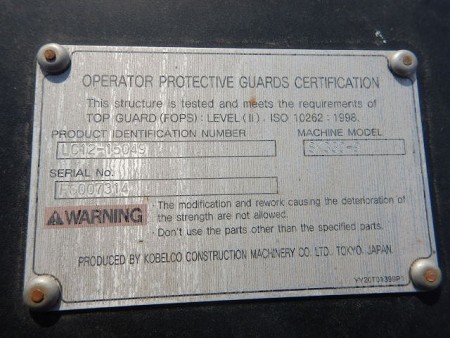 OPERATOR PROTECTIVE GUARDS CERTIFICATION
This structure is tested and meets the requirements of
TOP GUARD (FOPS) : LEVEL (II) . ISO 10262 : 1998.
PRODUCT IDENTIFICATION NUMBER MACHINE MODEL
SERIAL No.
WARNING
· The modification and rework causing the deterioration of
the strength are not allowed.
· Don't use the parts other than the specified parts.
PRODUCED BY KOBELCO CONSTRUCTION MACHINERY CO. LTD. TOKYO, JAPAN.